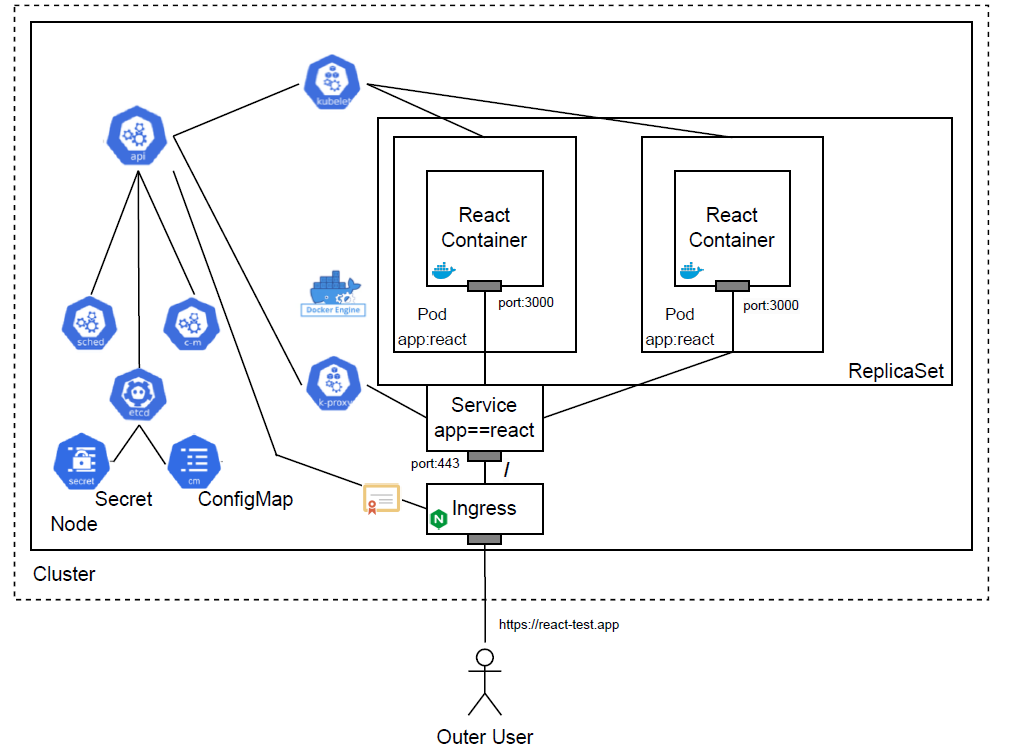 kubelet
api
React
Container
React
Container
port:3000
port:3000
Docker Engine
Pod
app:react
Pod
app:react
sched
c-m
ReplicaSet
k-proxy
etcd
Service
app==react
port:443
/
secret
cm
Secret
ConfigMap
N
Ingress
Node
Cluster
https://react-test.app
Outer User